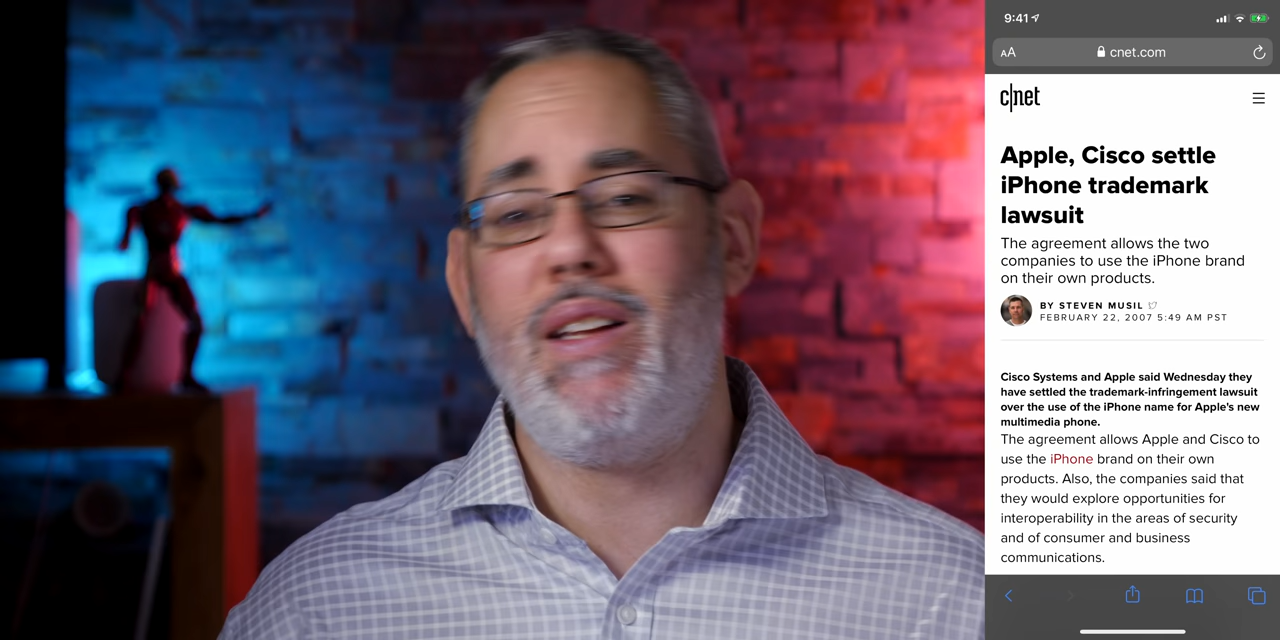 9:41
AA cnet.com
c|net
Apple, Cisco settle
iPhone trademark
lawsuit
The agreement allows the two
companies to use the iPhone brand
on their own products.
BY STEVEN MUSIL
FEBRUARY 22, 2007 5:49 AM PST
Cisco Systems and Apple said Wednesday they
have settled the trademark-infringement lawsuit
over the use of the iPhone name for Apple's new
multimedia phone.
The agreement allows Apple and Cisco to
use the iPhone brand on their own
products. Also, the companies said that
they would explore opportunities for
interoperability in the areas of security
and of consumer and business
communications.